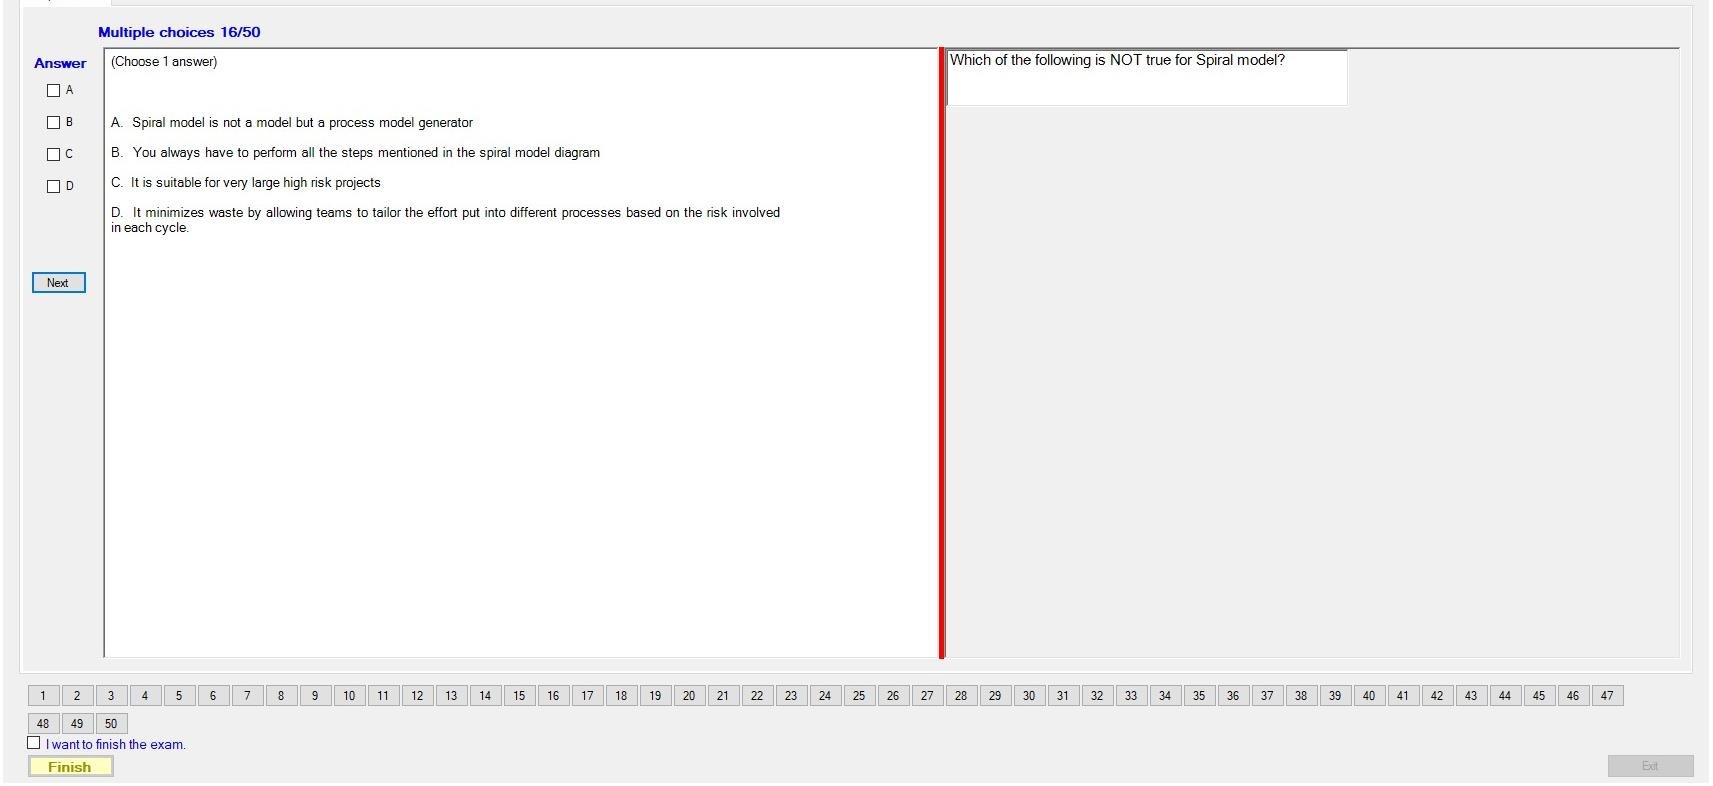 Multiple choices 16/50
Answer
A
B
C
D
Next
(Choose 1 answer)
A. Spiral model is not a model but a process model generator
B. You always have to perform all the steps mentioned in the spiral model diagram
C. It is suitable for very large high risk projects
D. It minimizes waste by allowing teams to tailor the effort put into different processes based on the risk involved
in each cycle.
Which of the following is NOT true for Spiral model?
1 2 3 4 5 6 7 8 9 10 11 12 13 14 15 16 17 18 19 20 21 22 23 24 25 26 27 28 29 30 31 32 33 34 35 36 37 38 39 40 41 42 43 44 45 46 47
48 49 50
I want to finish the exam.
Finish
Exit